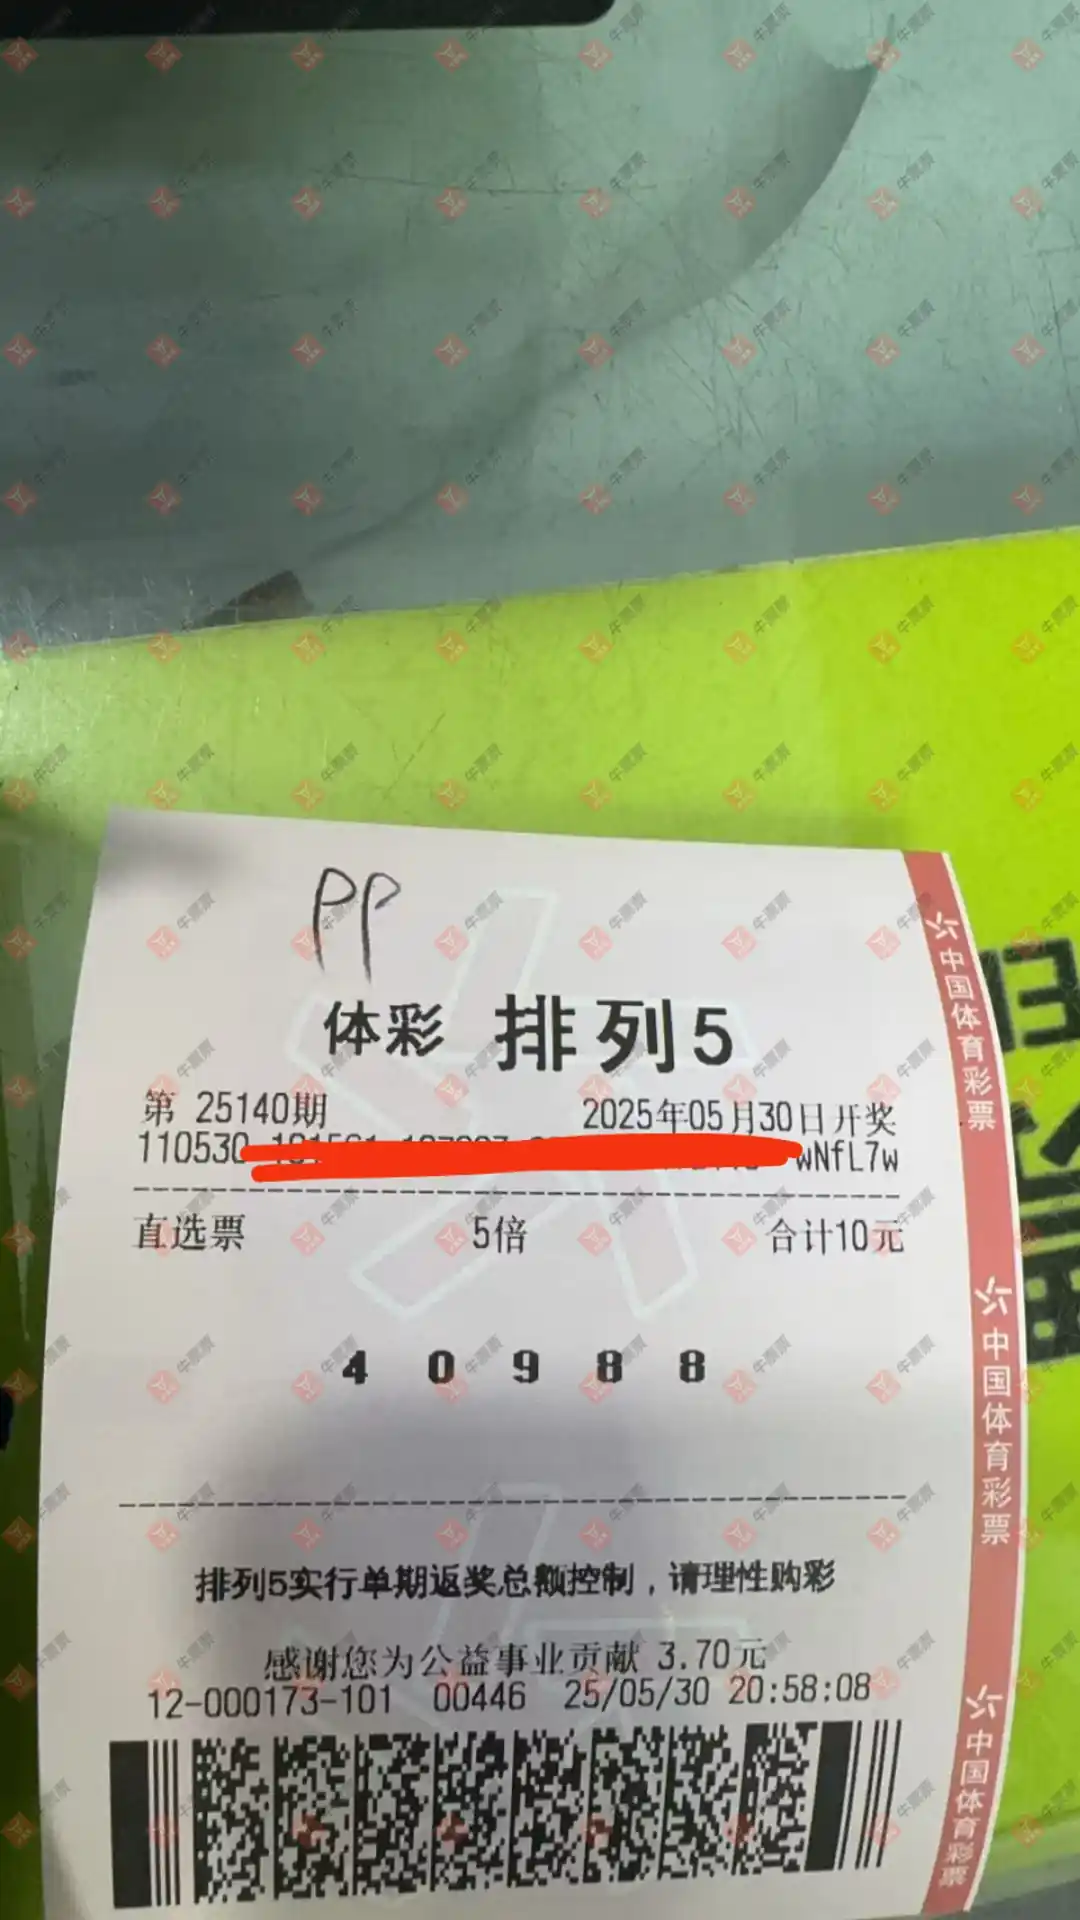 PP
体彩 排列5
第 25140期 2025年05月30日开奖
110530 wNfL7w
直选票 5倍 合计10元
4 0 9 8 8
排列5实行单期返奖总额控制，请理性购彩
感谢您为公益事业贡献 3.70元
12-000173-101 00446 25/05/30 20:58:08
中国体育彩票
中国体育彩票
中国体育彩票
牛票票